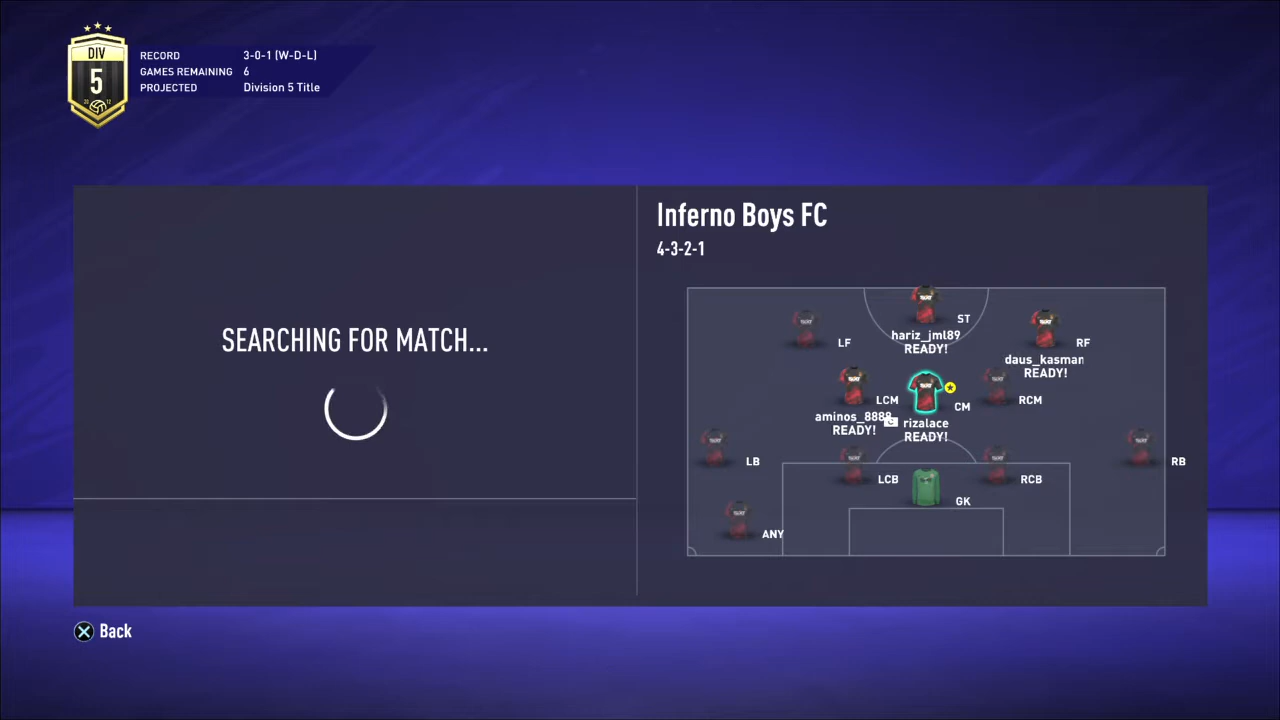 DIV
5
RECORD 3-0-1 (W-D-L)
GAMES REMAINING 6
PROJECTED Division 5 Title
SEARCHING FOR MATCH...
Inferno Boys FC
4-3-2-1
ST
hariz_jml89
READY!
LF
RF
daus_kasman
READY!
LCM
aminos_8888
READY!
CM
rizalace
READY!
RCM
LB
RB
LCB
RCB
GK
ANY
Back